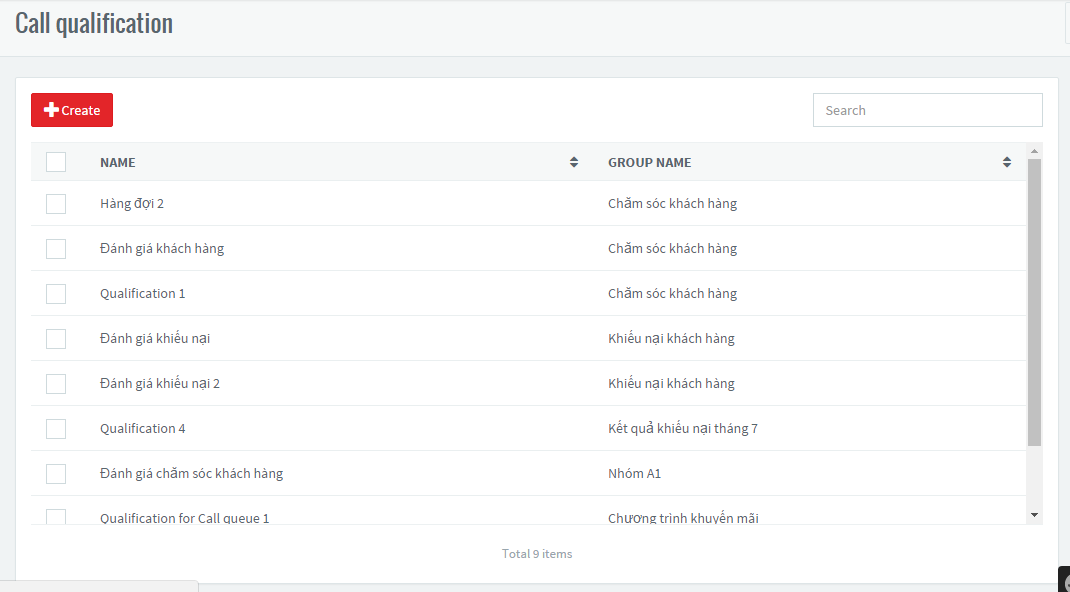 Call qualification
Create
Search
NAME GROUP NAME
Hàng đợi 2 Chăm sóc khách hàng
Đánh giá khách hàng Chăm sóc khách hàng
Qualification 1 Chăm sóc khách hàng
Đánh giá khiếu nại Khiếu nại khách hàng
Đánh giá khiếu nại 2 Khiếu nại khách hàng
Qualification 4 Kết quả khiếu nại tháng 7
Đánh giá chăm sóc khách hàng Nhóm A1
Qualification for Call queue 1 Chương trình khuyến mãi
Total 9 items